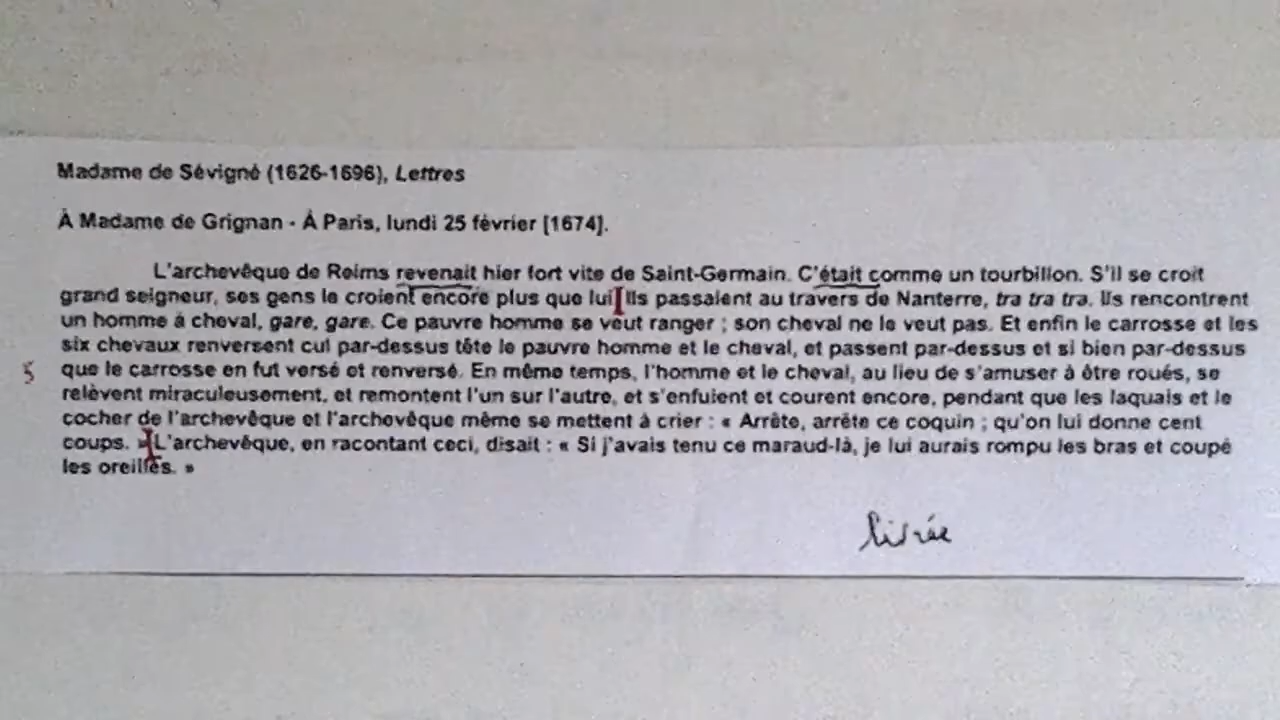 Madame de Sévigné (1626-1696), Lettres
À Madame de Grignan - À Paris, lundi 25 février [1674].
L'archevêque de Reims revenait hier fort vite de Saint-Germain. C'était comme un tourbillon. S'il se croit
grand seigneur, ses gens le croient encore plus que lui. Ils passaient au travers de Nanterre, tra tra tra. Ils rencontrent
un homme à cheval, gare, gare. Ce pauvre homme se veut ranger ; son cheval ne le veut pas. Et enfin le carrosse et les
six chevaux renversent cul par-dessus tête le pauvre homme et le cheval, et passent par-dessus et si bien par-dessus
5 que le carrosse en fut versé et renversé. En même temps, l'homme et le cheval, au lieu de s'amuser à être roués, se
relèvent miraculeusement, et remontent l'un sur l'autre, et s'enfuient et courent encore, pendant que les laquais et le
cocher de l'archevêque et l'archevêque même se mettent à crier : « Arrête, arrête ce coquin ; qu'on lui donne cent
coups. » L'archevêque, en racontant ceci, disait : « Si j'avais tenu ce maraud-là, je lui aurais rompu les bras et coupé
les oreilles. »
livrée